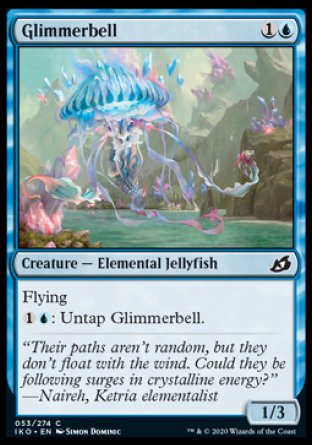 Glimmerbell 1
Creature — Elemental Jellyfish
Flying
1 : Untap Glimmerbell.
“Their paths aren't random, but they
don't float with the wind. Could they be
following surges in crystalline energy?”
—Naireh, Ketria elementalist
1/3
053/274 C
IKO • EN SIMON DOMINIC
™ & © 2020 Wizards of the Coast